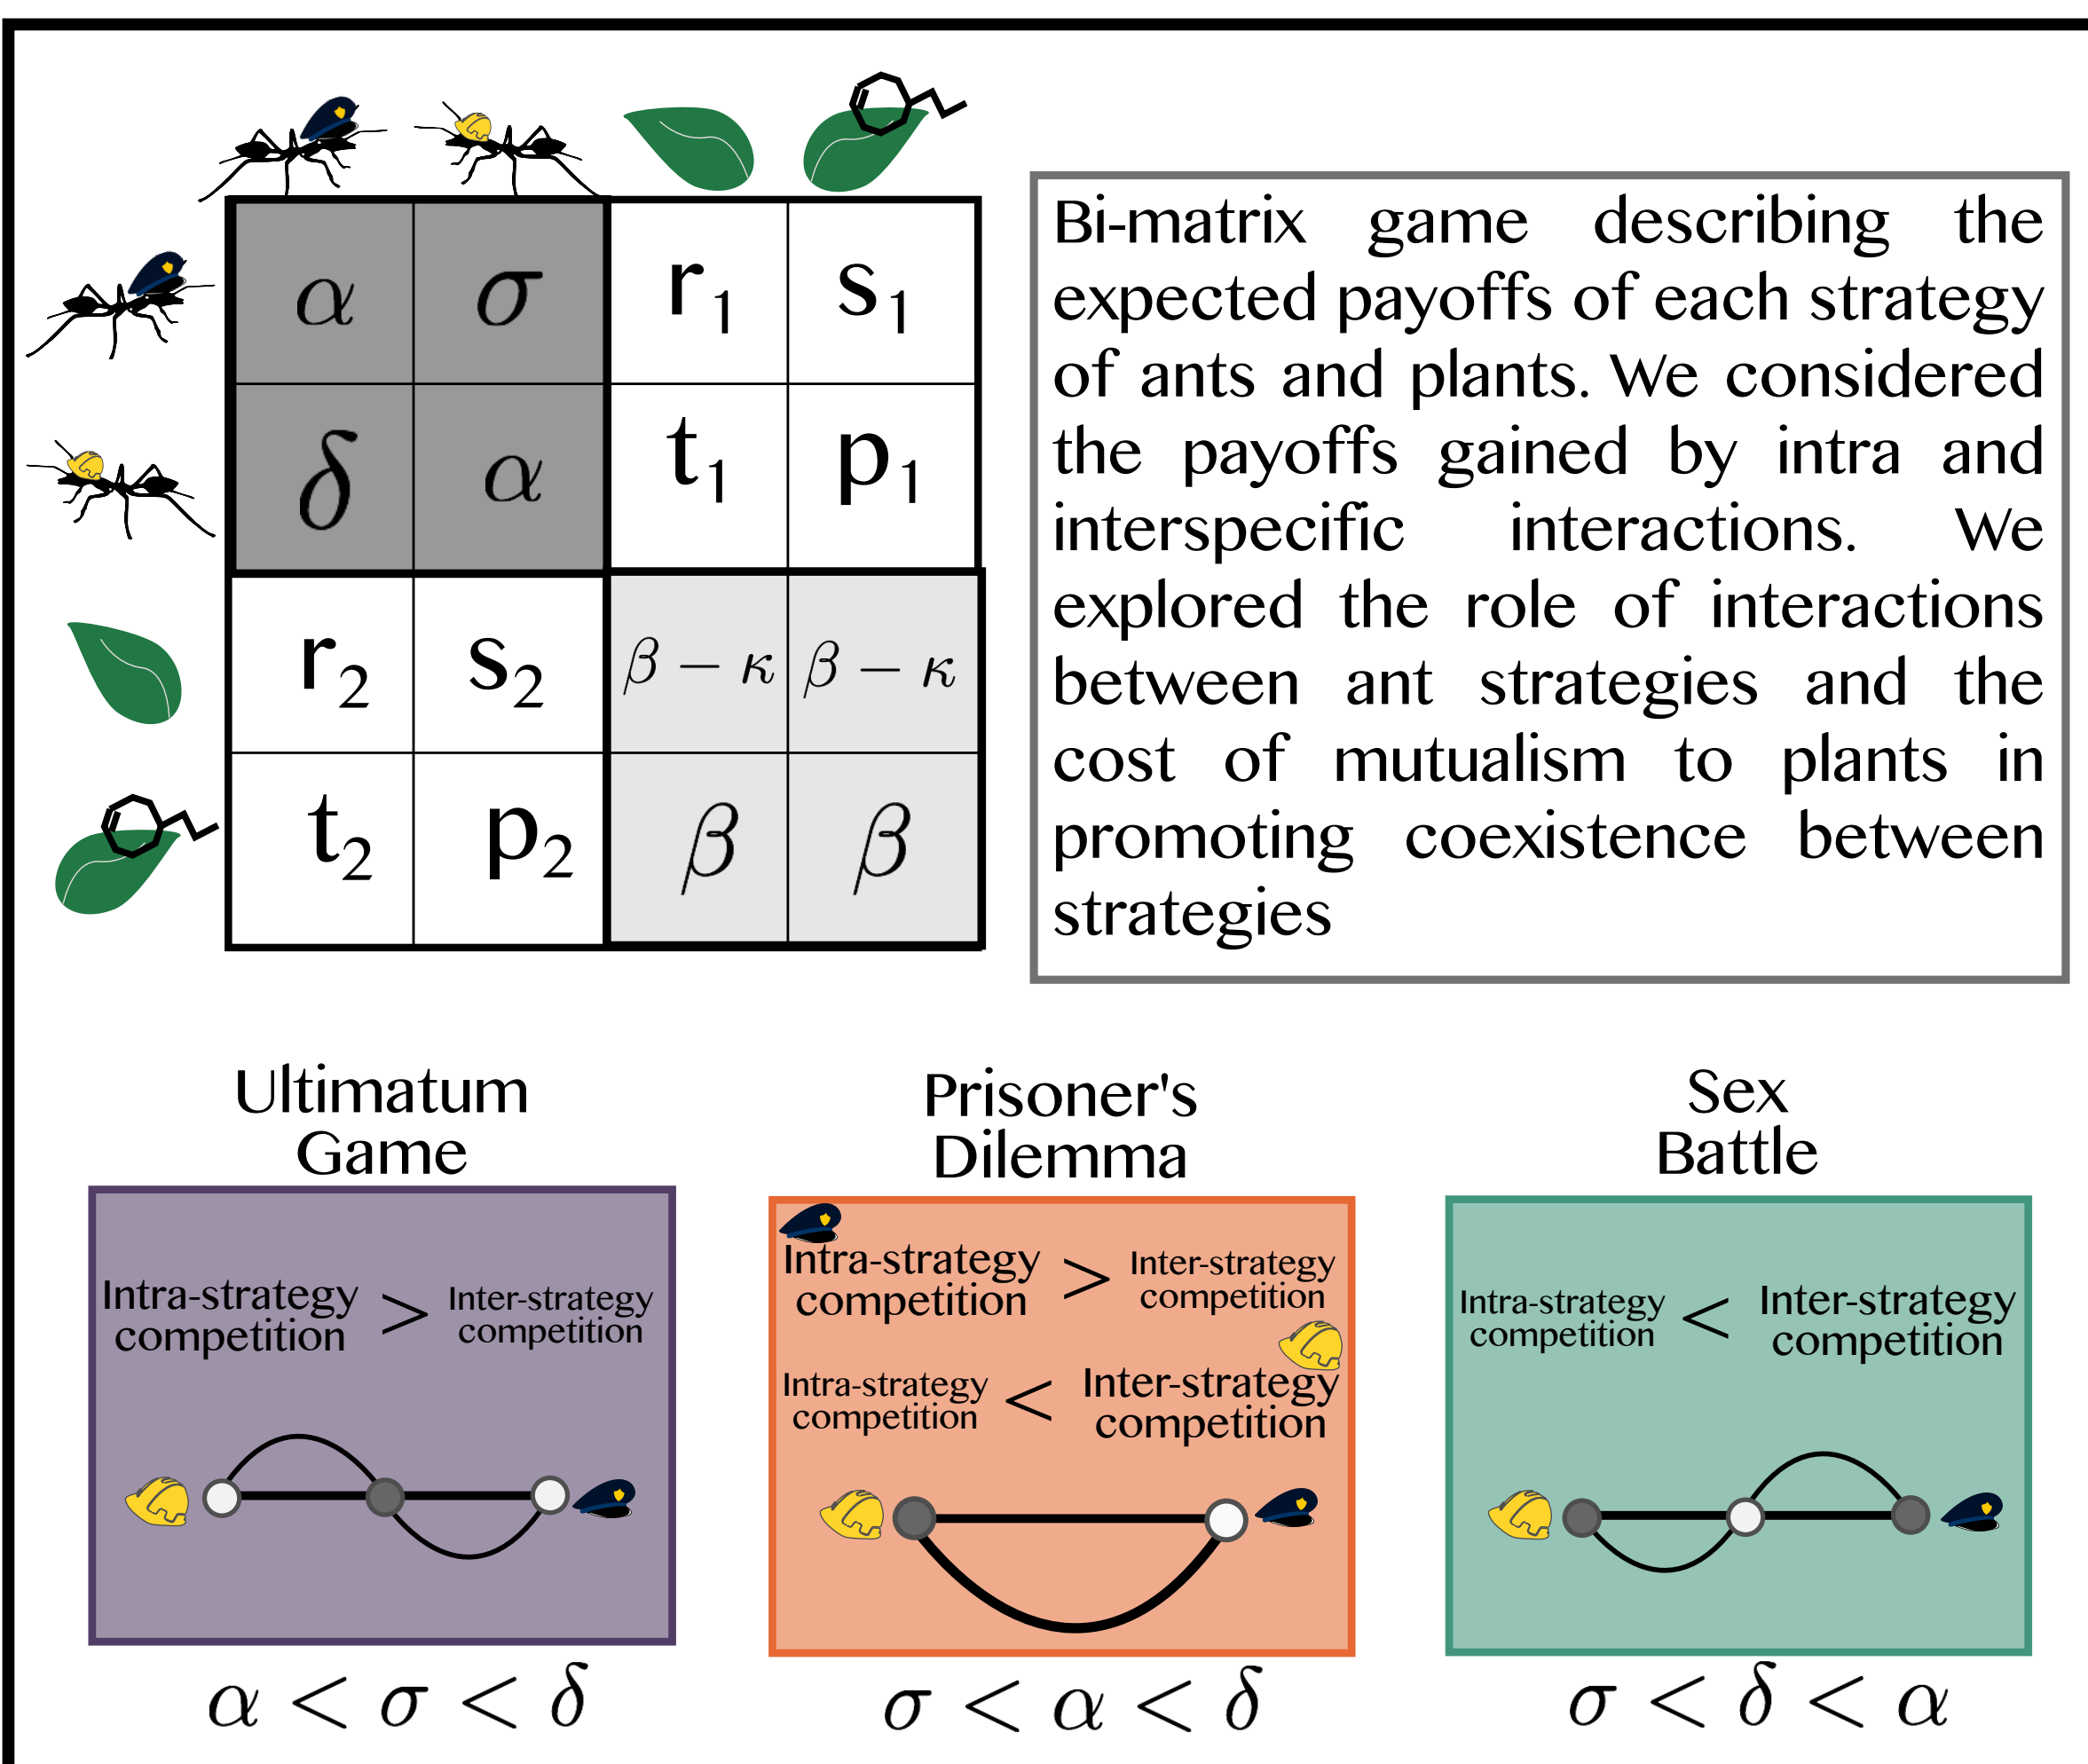 α σ r1 s1
δ α t1 p1
r2 s2 β − κ β − κ
t2 p2 β β
Bi-matrix game describing the
expected payoffs of each strategy
of ants and plants. We considered
the payoffs gained by intra and
interspecific interactions. We
explored the role of interactions
between ant strategies and the
cost of mutualism to plants in
promoting coexistence between
strategies
Ultimatum
Game
Intra-strategy
competition
>
Inter-strategy
competition
α < σ < δ
Prisoner's
Dilemma
Intra-strategy
competition
>
Inter-strategy
competition
Intra-strategy
competition
<
Inter-strategy
competition
σ < α < δ
Sex
Battle
Intra-strategy
competition
<
Inter-strategy
competition
σ < δ < α